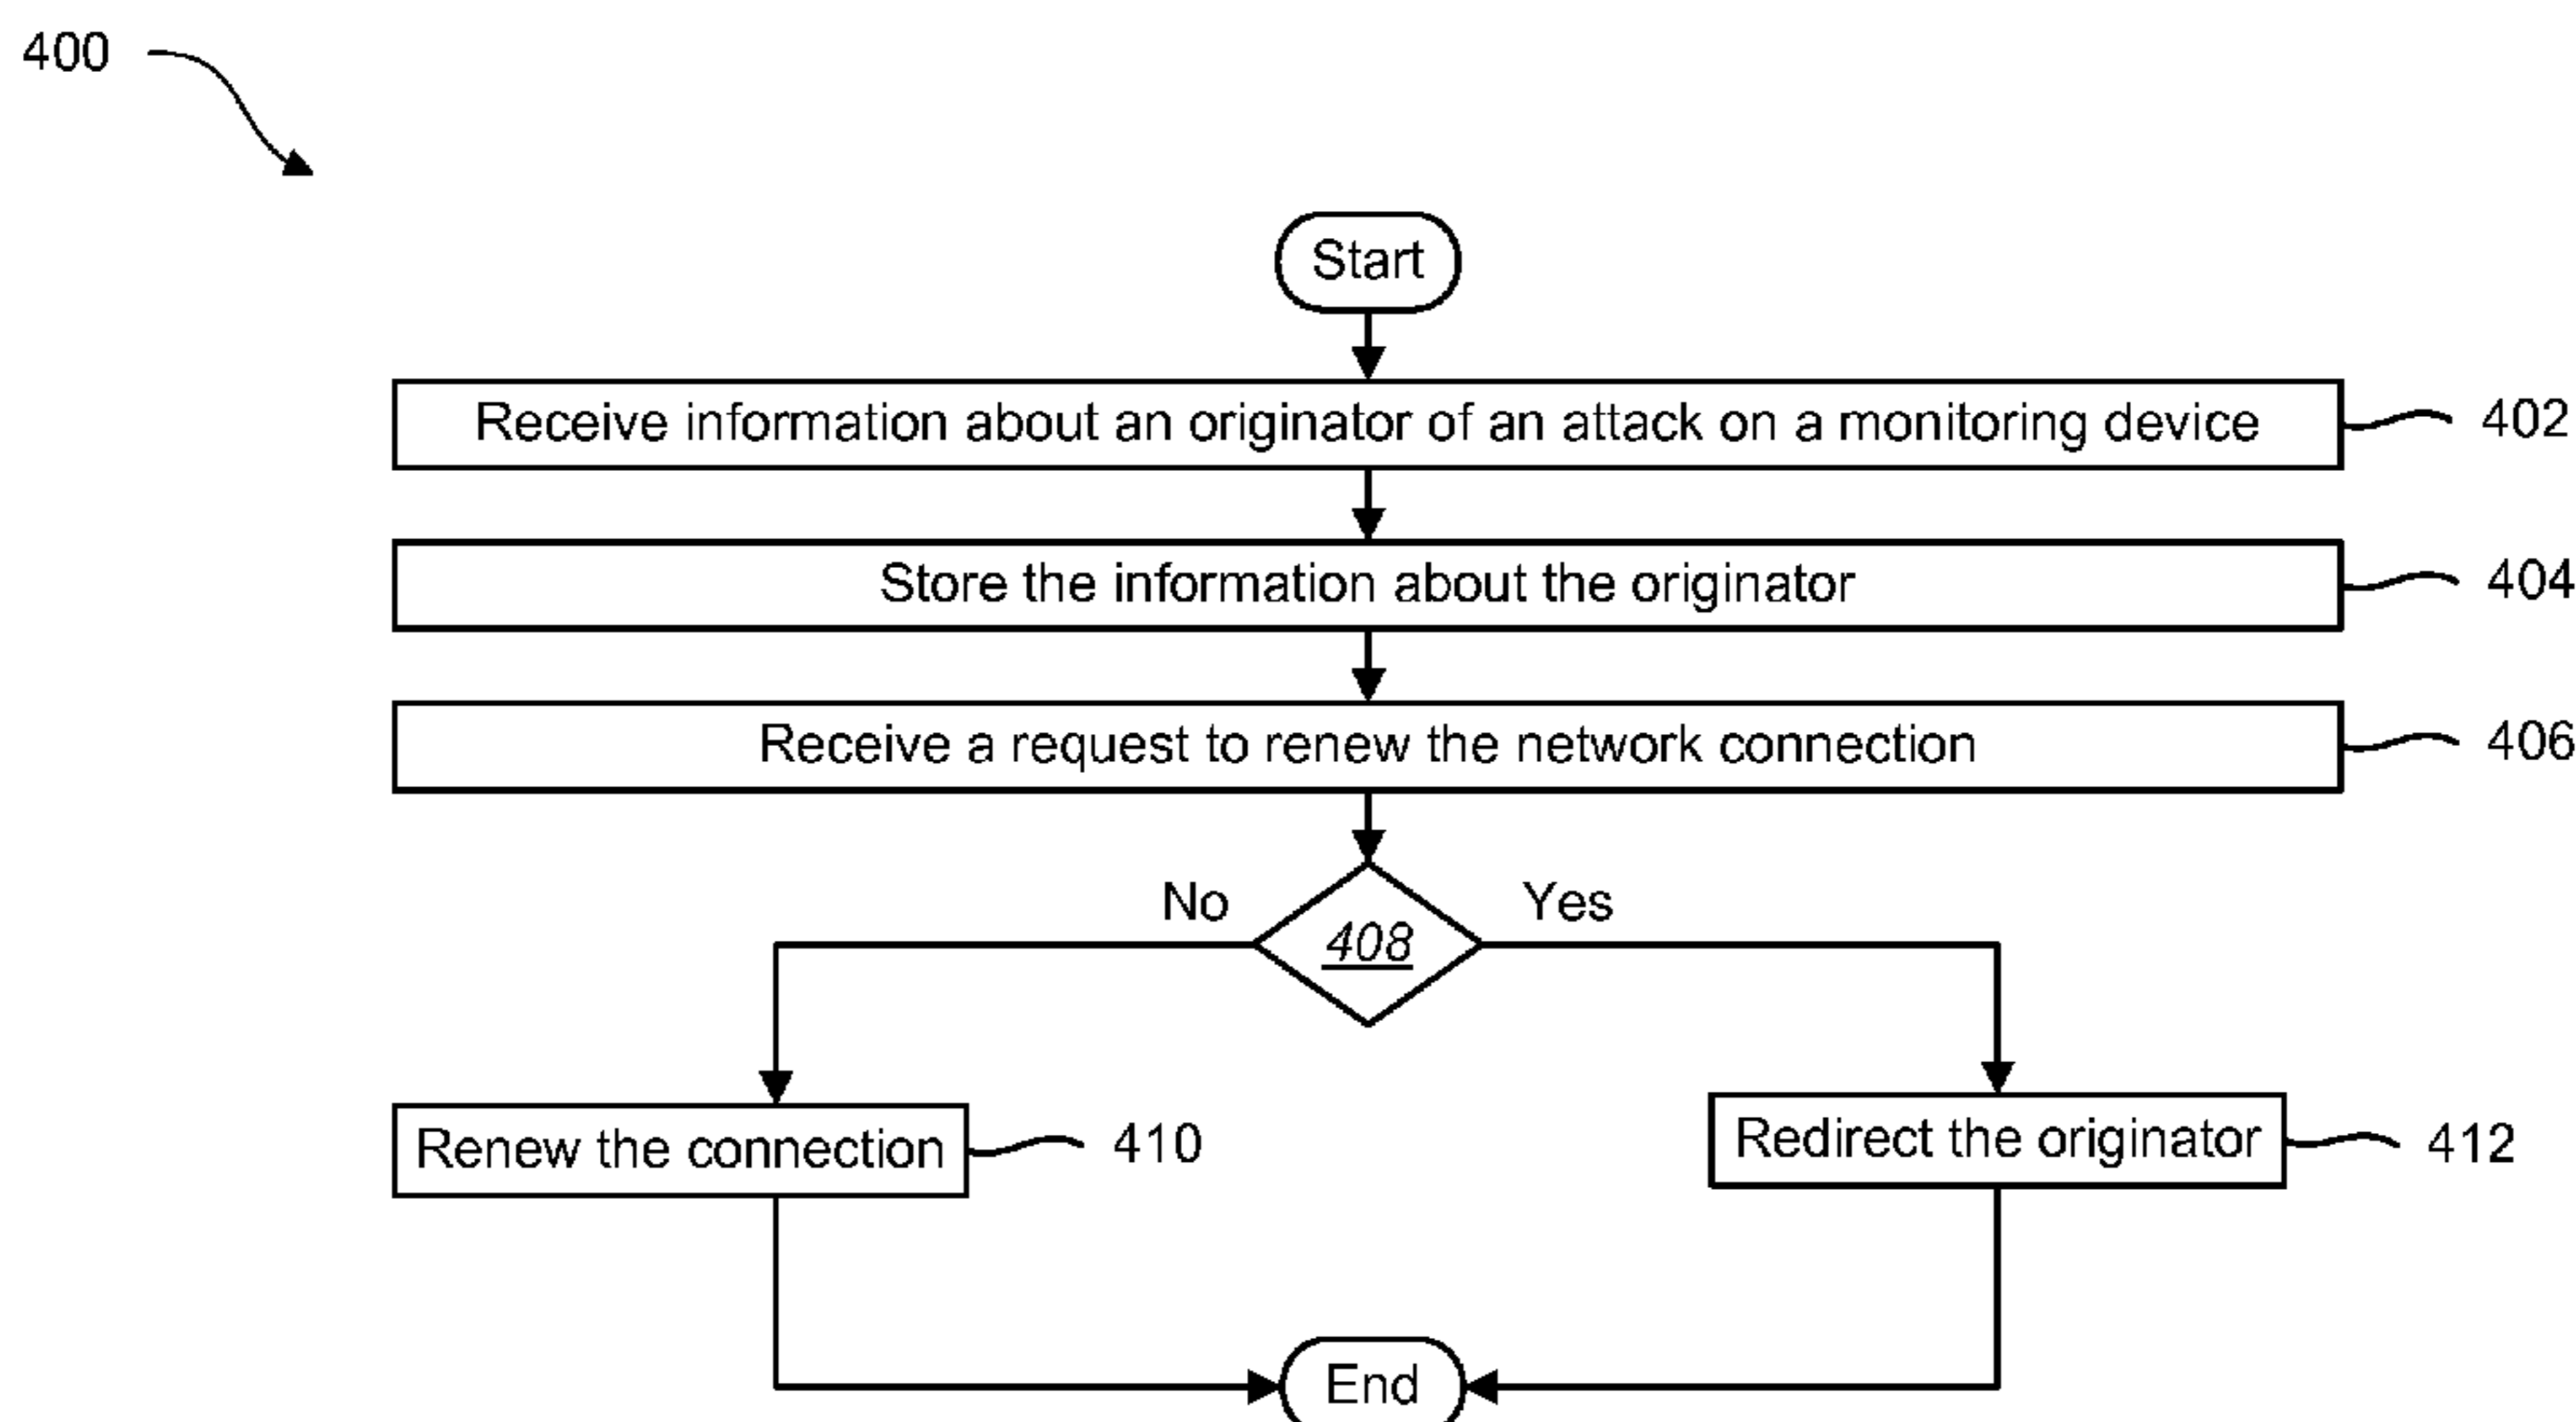 400
Start
Receive information about an originator of an attack on a monitoring device
402
Store the information about the originator
404
Receive a request to renew the network connection
406
No
Yes
408
Renew the connection
410
Redirect the originator
412
End